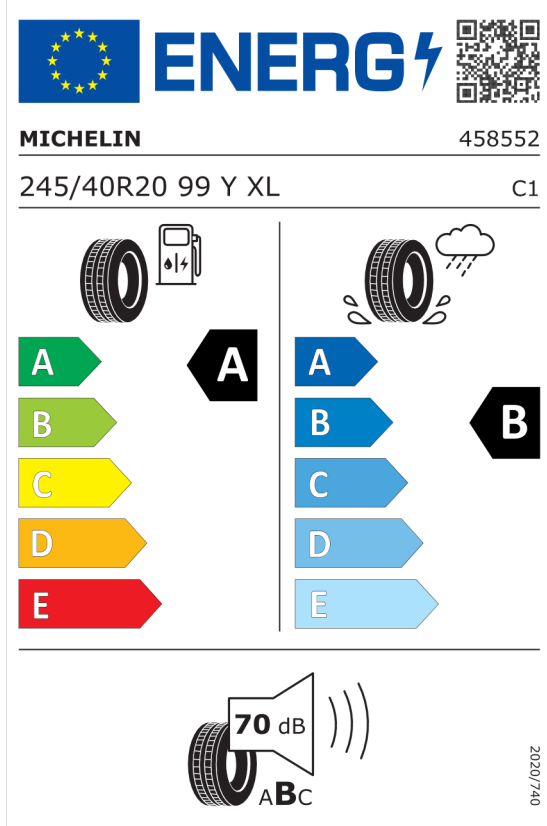 ENERG
MICHELIN 458552
245/40R20 99 Y XL C1
A A A
B B B
C C
D D
E E
70 dB
ABC
2020/740